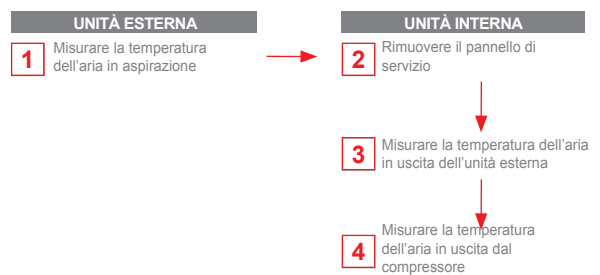 UNITÀ ESTERNA
1
Misurare la temperatura
dell'aria in aspirazione
UNITÀ INTERNA
2
Rimuovere il pannello di
servizio
3
Misurare la temperatura dell'aria
in uscita dell'unità esterna
4
Misurare la temperatura
dell'aria in uscita dal
compressore